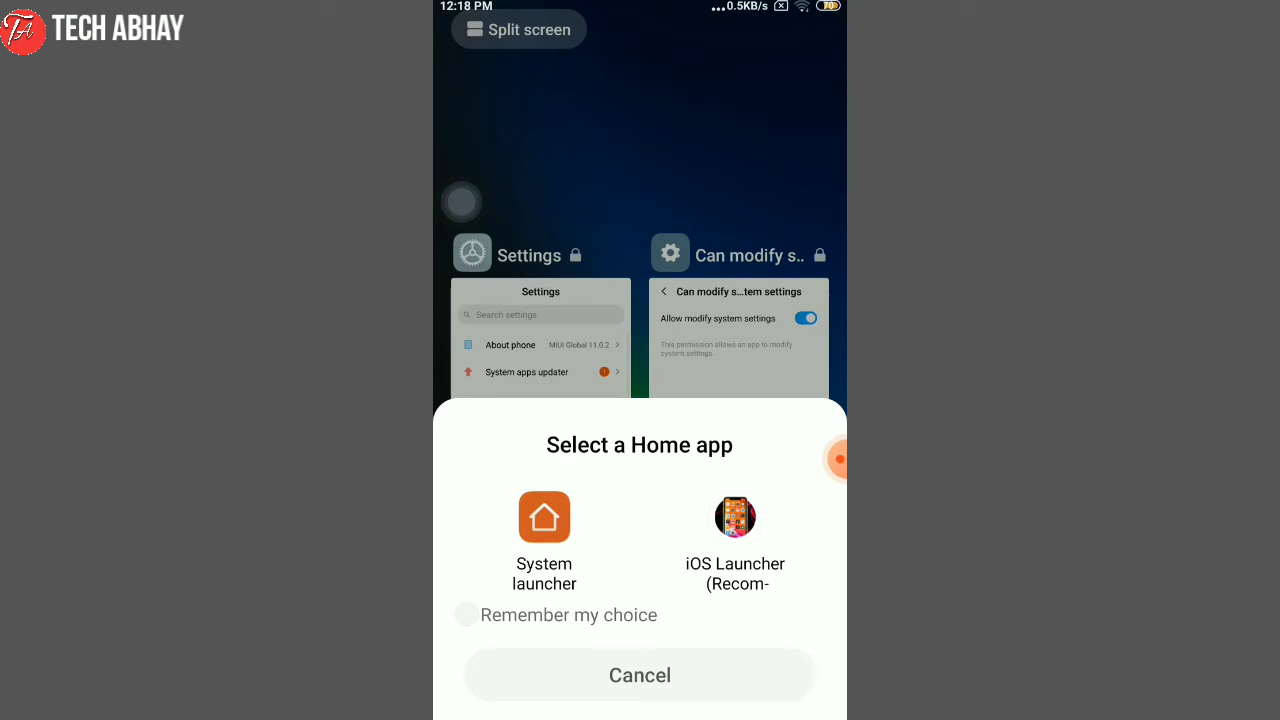 TECH ABHAY
12:18 PM
...0.5KB/s
70
Split screen
Settings
Can modify s..
Settings
Search settings
About phone MIUI Global 11.0.2
System apps updater
Can modify s...tem settings
Allow modify system settings
This permission allows an app to modify
system settings.
Select a Home app
System
launcher
iOS Launcher
(Recom-
Remember my choice
Cancel